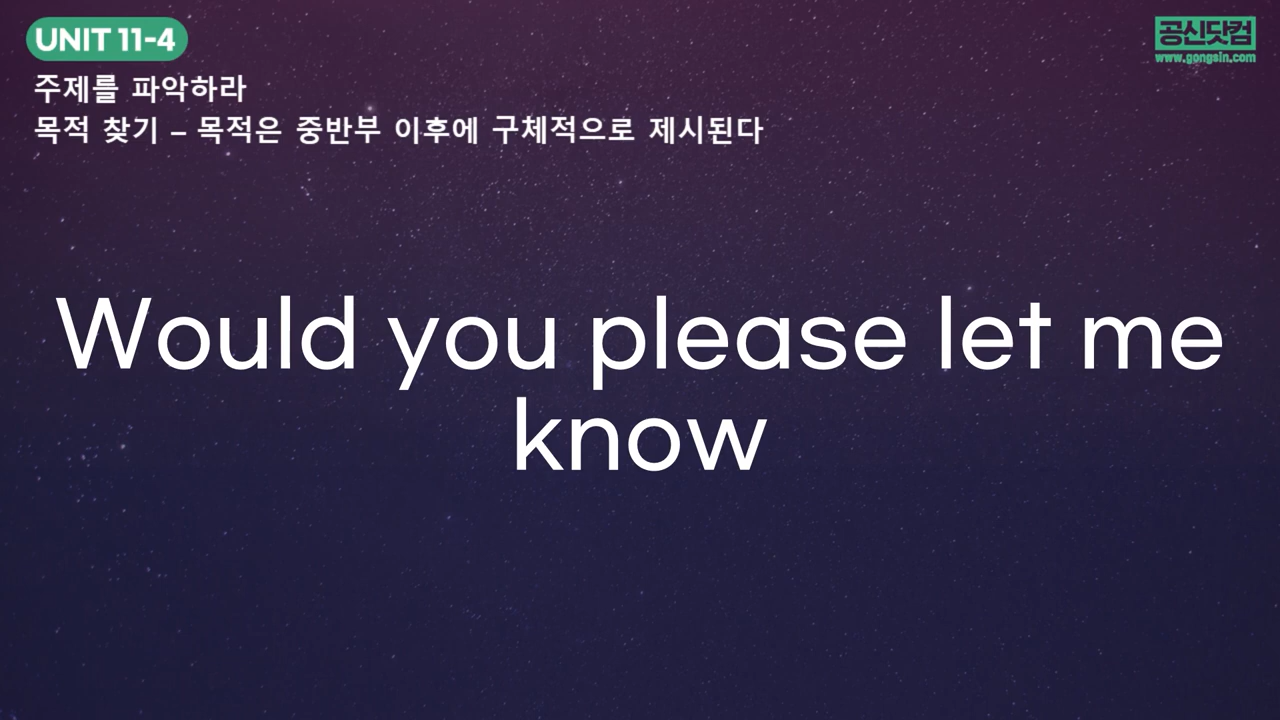 UNIT 11-4
공신닷컴
www.gongsin.com
주제를 파악하라
목적 찾기 – 목적은 중반부 이후에 구체적으로 제시된다
Would you please let me
know